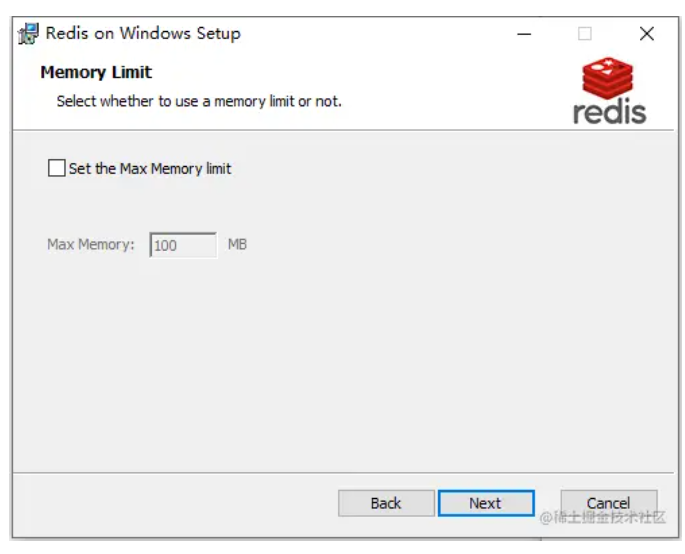 Redis on Windows Setup
Memory Limit
Select whether to use a memory limit or not.
redis
Set the Max Memory limit
Max Memory: 100 MB
Back Next Cancel
@稀土掘金技术社区